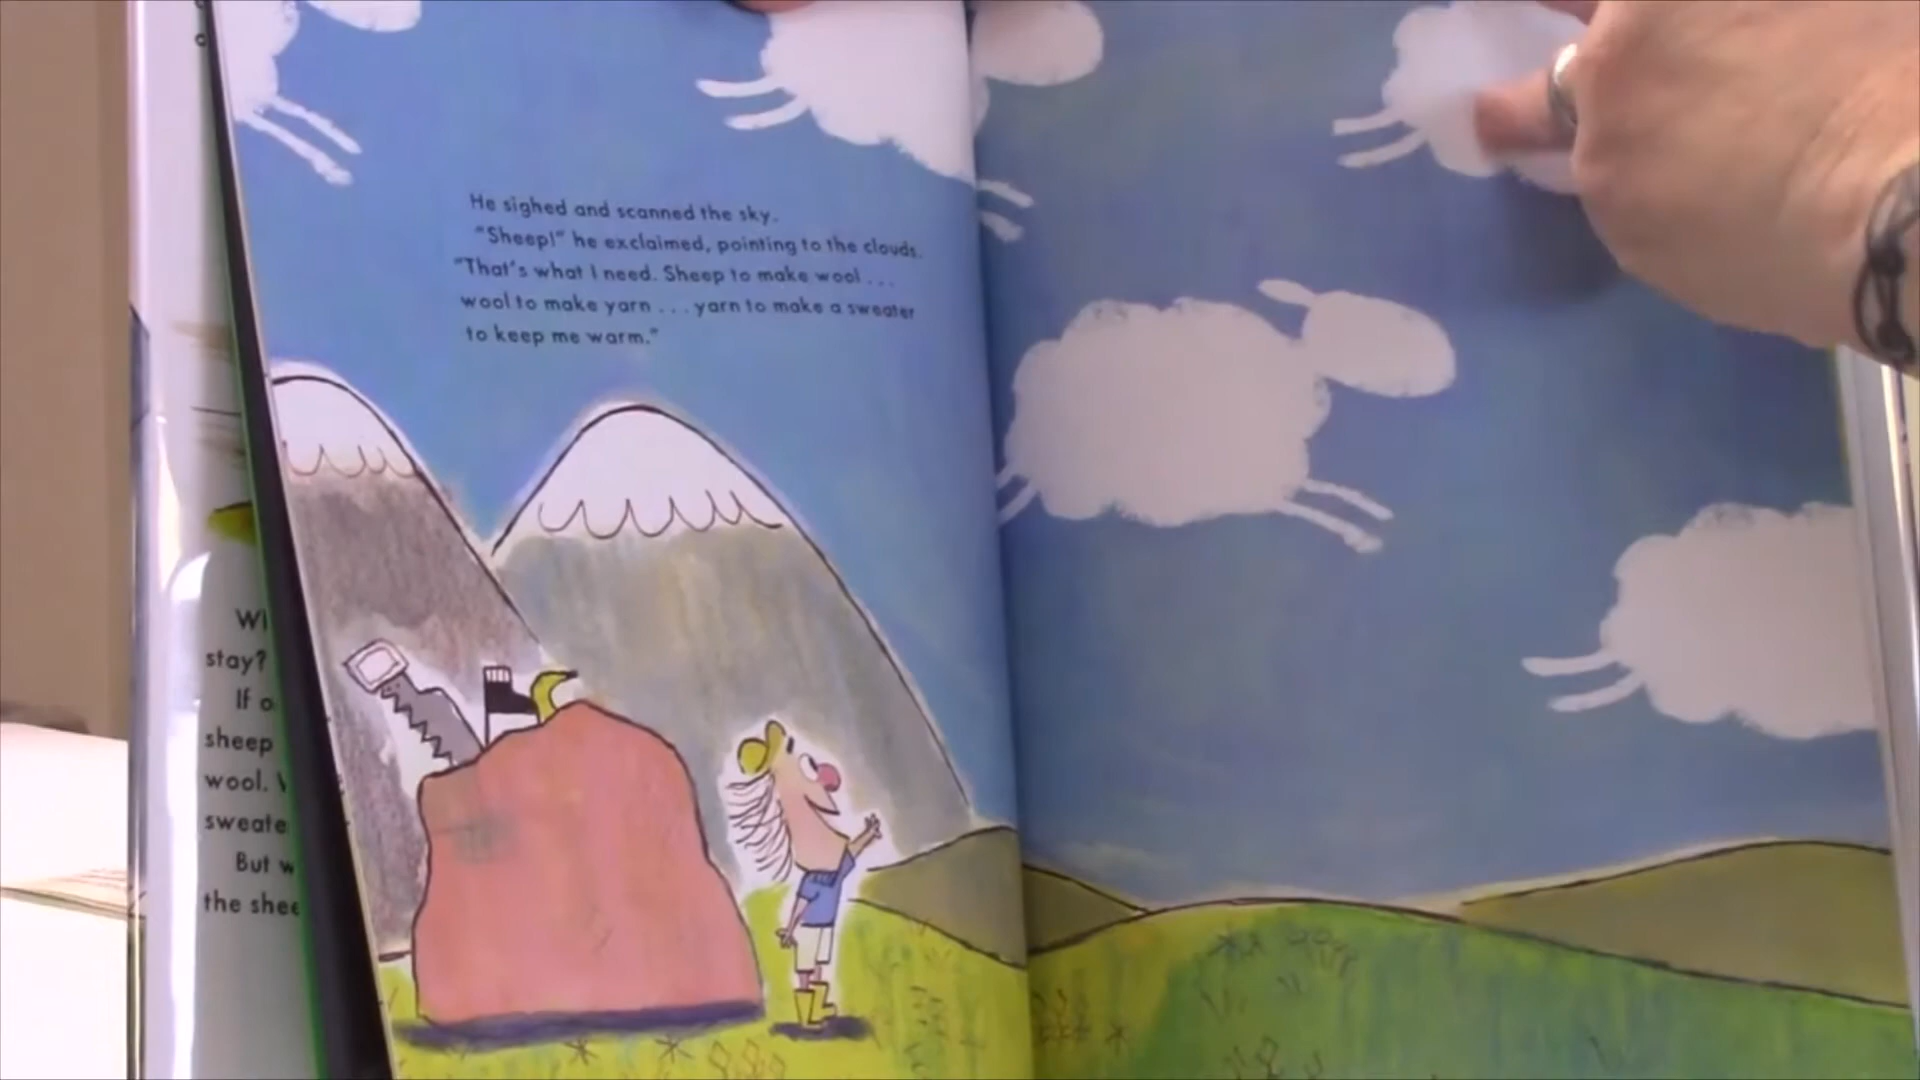 He sighed and scanned the sky.
"Sheep!" he exclaimed, pointing to the clouds.
"That's what I need. Sheep to make wool . . .
wool to make yarn . . . yarn to make a sweater
to keep me warm."
stay?
If o
sheep
wool.
sweate
But w
the shee